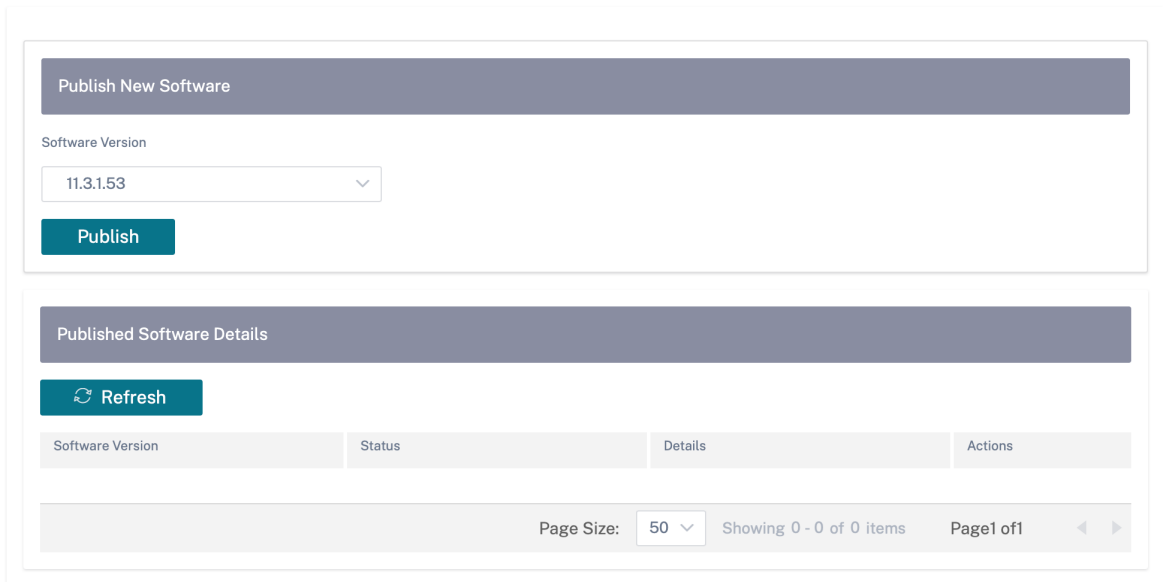 Publish New Software
Software Version
11.3.1.53
Publish
Published Software Details
Refresh
Software Version Status Details Actions
Page Size: 50 Showing 0 - 0 of 0 items Page1 of1